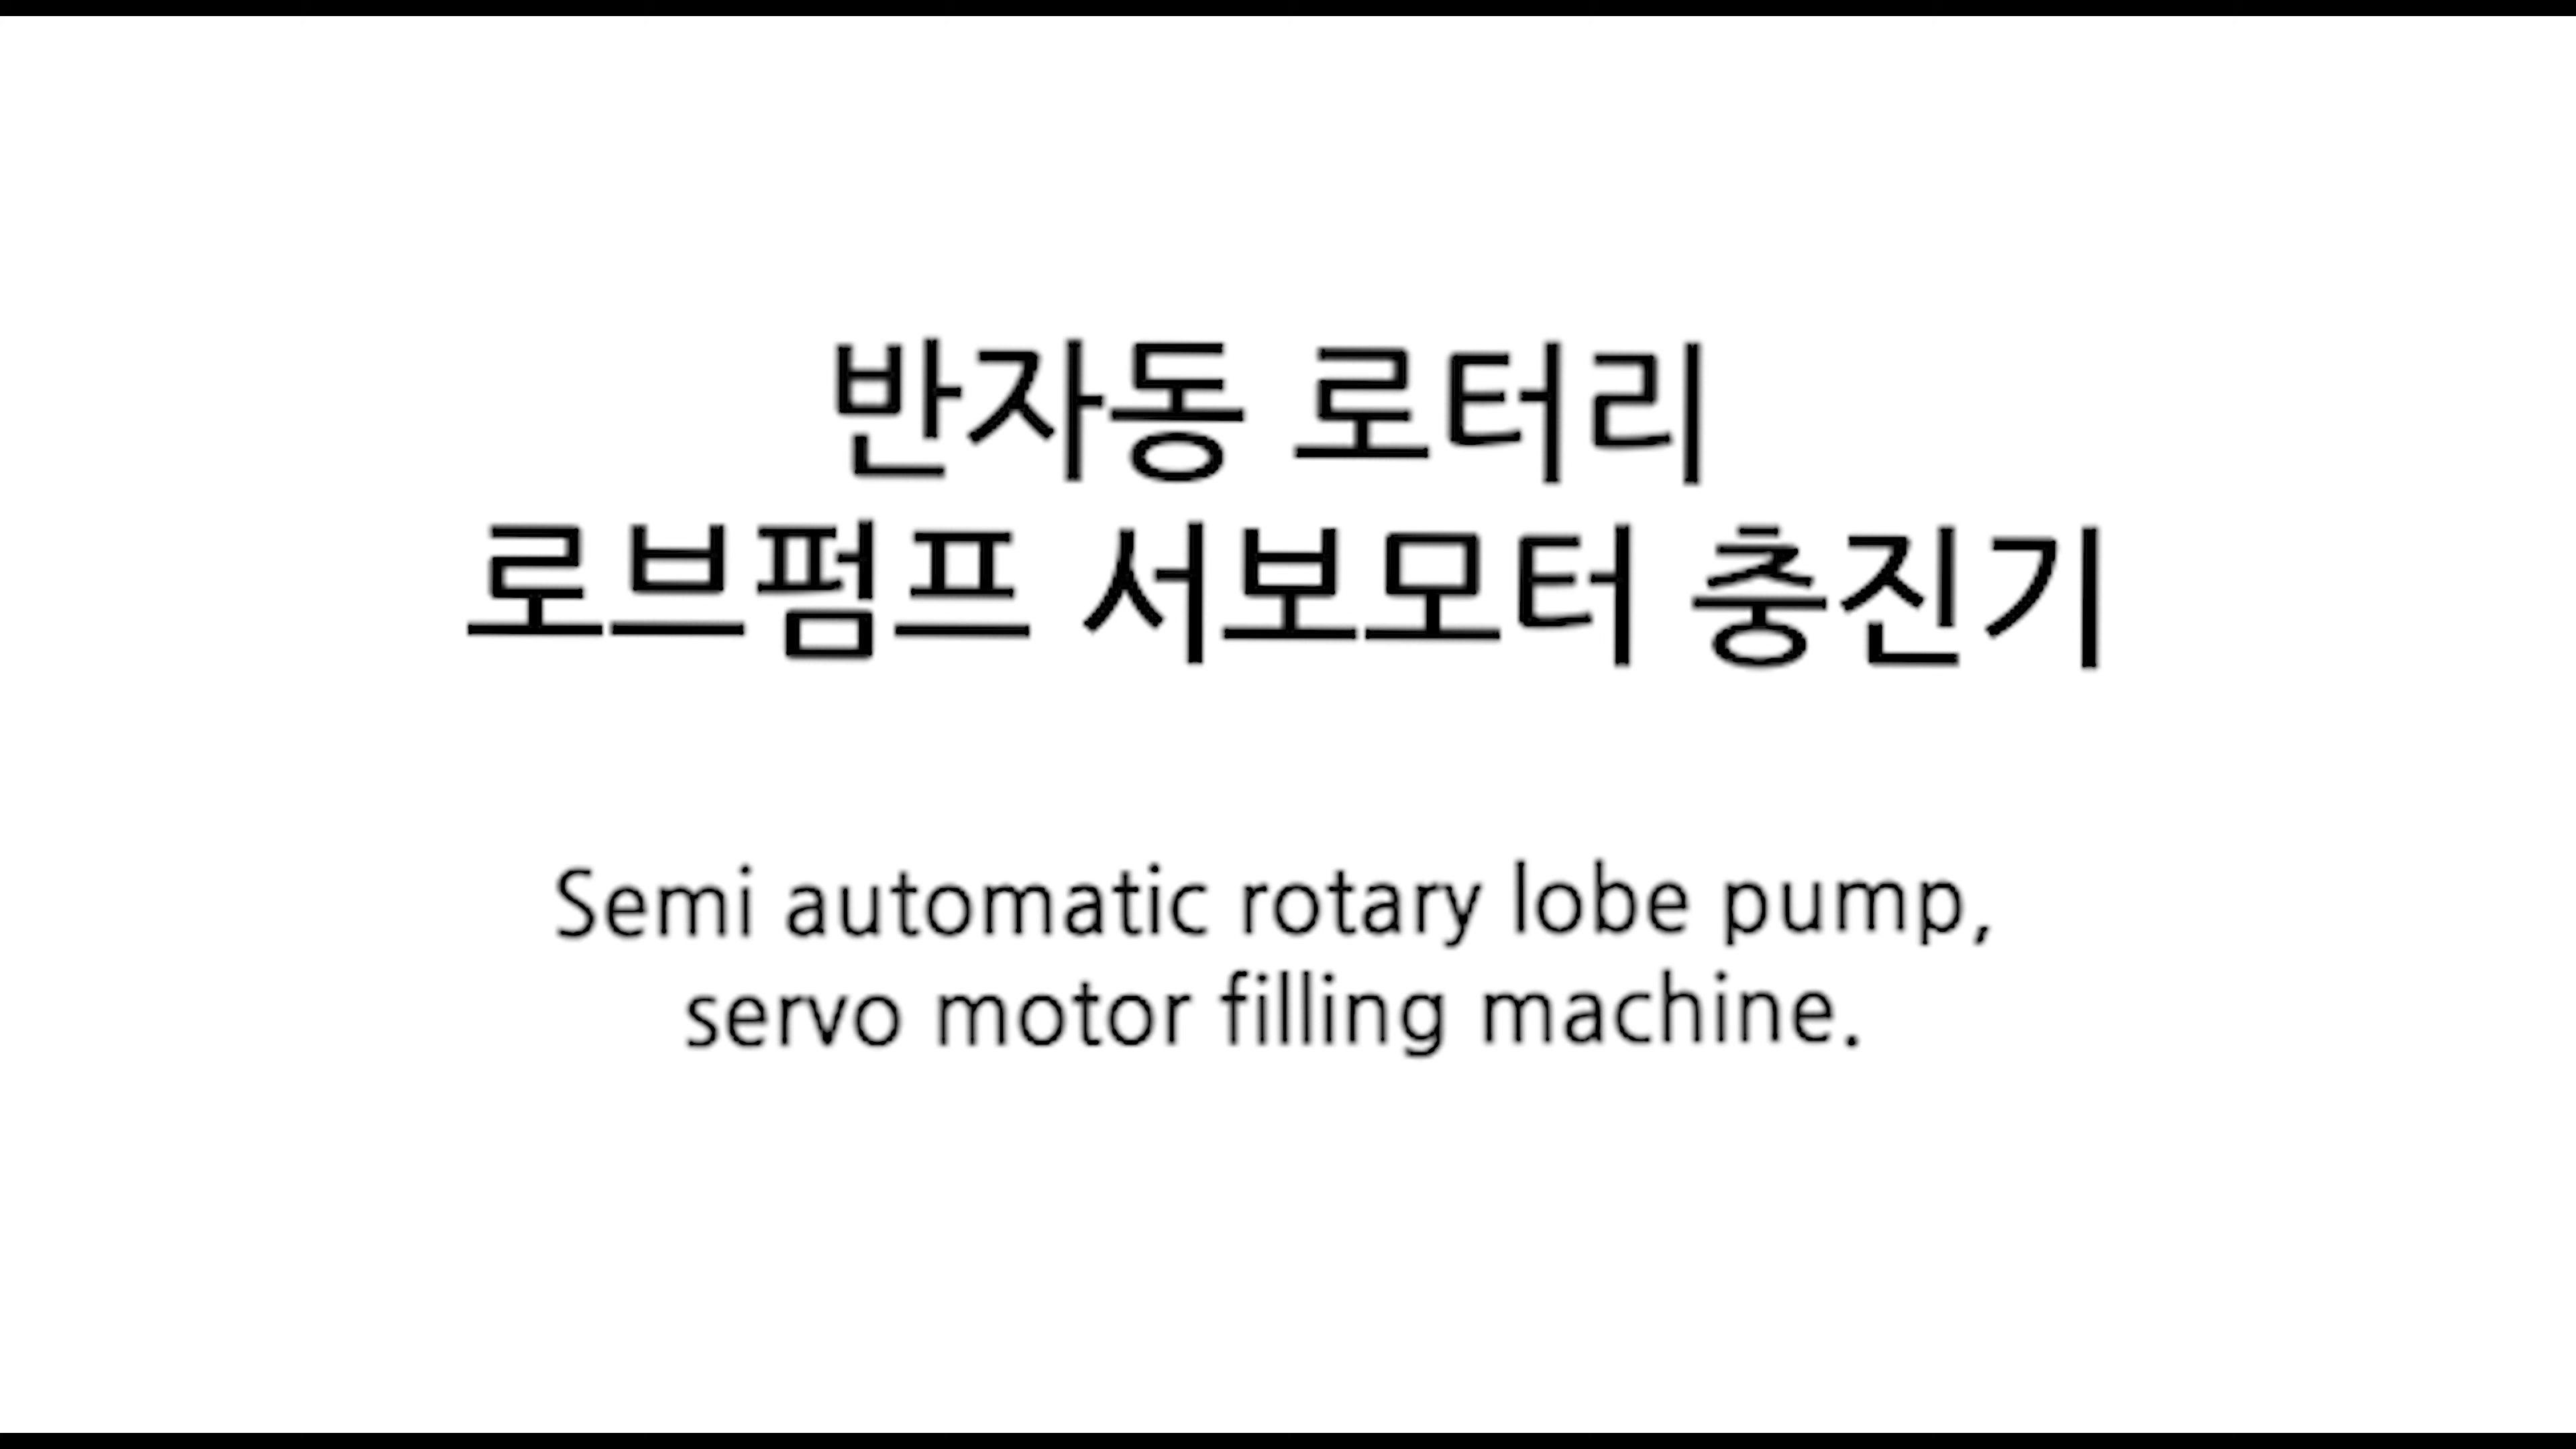 반자동 로터리
로브펌프 서보모터 충진기
Semi automatic rotary lobe pump,
servo motor filling machine.